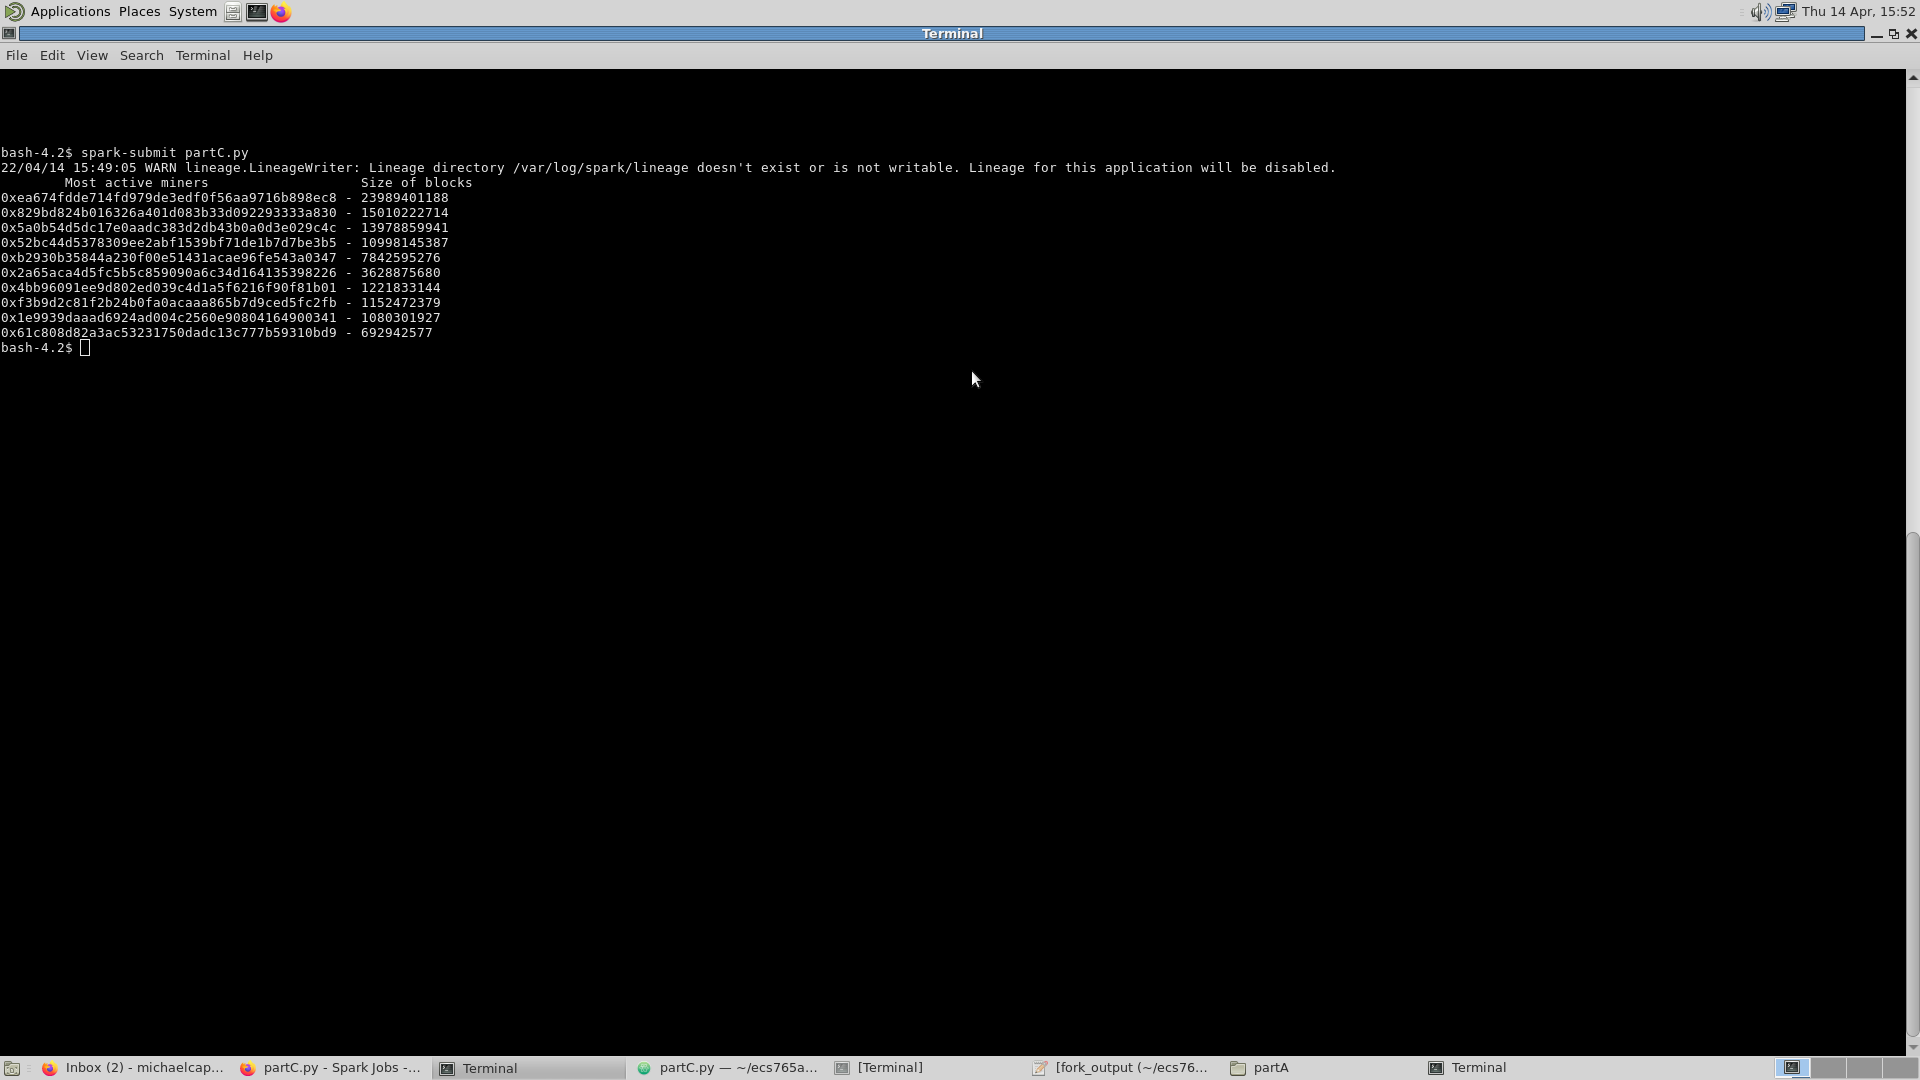 Applications Places System
Thu 14 Apr, 15:52
Terminal
File Edit View Search Terminal Help
bash-4.2$ spark-submit partC.py
22/04/14 15:49:05 WARN lineage.LineageWriter: Lineage directory /var/log/spark/lineage doesn't exist or is not writable. Lineage for this application will be disabled.
Most active miners Size of blocks
0xea674fdde714fd979de3edf0f56aa9716b898ec8 - 23989401188
0x829bd824b016326a401d083b33d092293333a830 - 15010222714
0x5a0b54d5dc17e0aadc383d2db43b0a0d3e029c4c - 13978859941
0x52bc44d5378309ee2abf1539bf71de1b7d7be3b5 - 10998145387
0xb2930b35844a230f00e51431acae96fe543a0347 - 7842595276
0x2a65aca4d5fc5b5c859090a6c34d164135398226 - 3628875680
0x4bb96091ee9d802ed039c4d1a5f6216f90f81b01 - 1221833144
0xf3b9d2c81f2b24b0fa0acaaa865b7d9ced5fc2fb - 1152472379
0x1e9939daaad6924ad004c2560e90804164900341 - 1080301927
0x61c808d82a3ac53231750dadc13c777b59310bd9 - 692942577
bash-4.2$
Inbox (2) - michaelcap... partC.py - Spark Jobs -... Terminal partC.py — ~/ecs765a... [Terminal] [fork_output (~/ecs76... partA Terminal